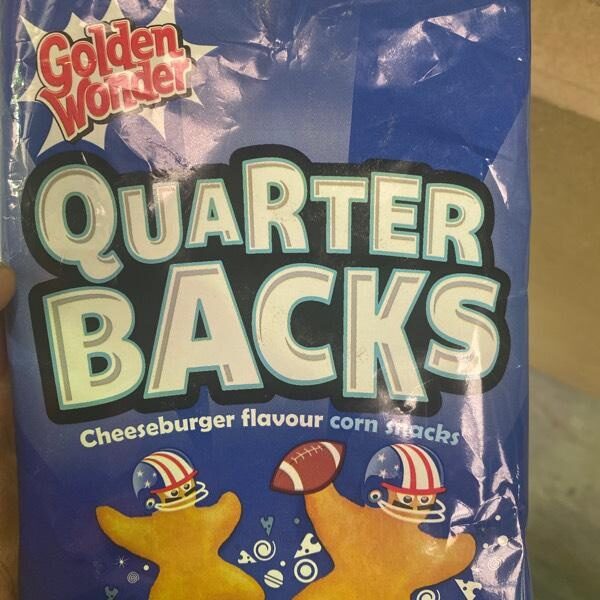 Golden
Wonder
QUARTER
BACKS
Cheeseburger flavour corn snacks